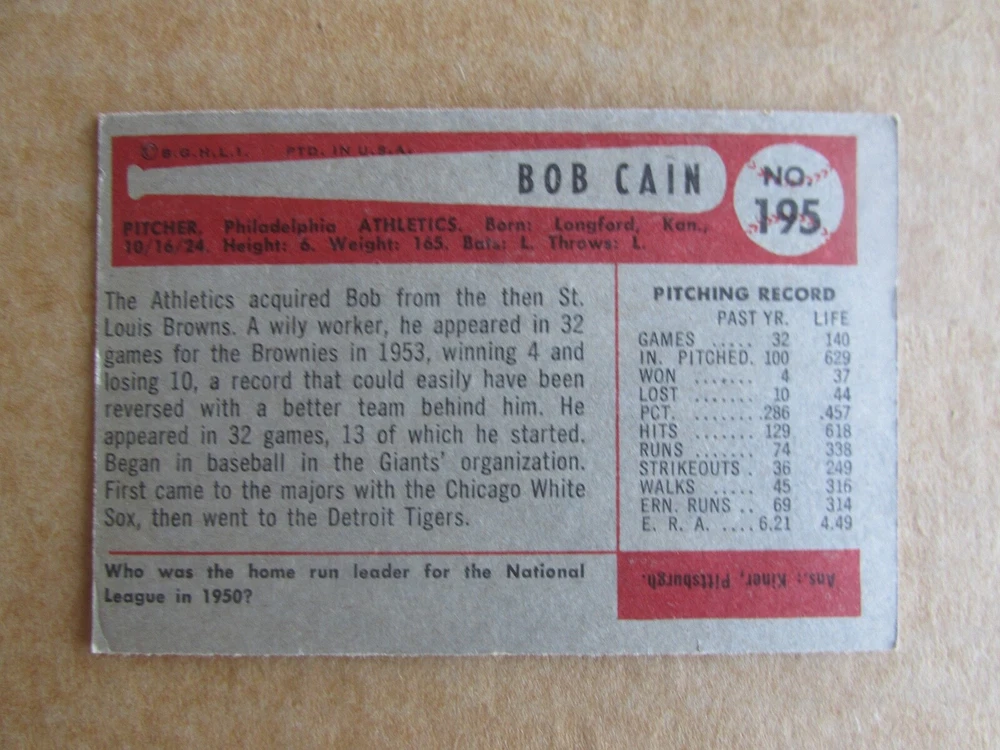 © B.G.H.L.I. PTD. IN U.S.A.
BOB CAIN
NO.
195
PITCHER. Philadelphia ATHLETICS. Born: Longford, Kan.,
10/16/24. Height: 6. Weight: 165. Bats: L. Throws: L.
The Athletics acquired Bob from the then St.
Louis Browns. A wily worker, he appeared in 32
games for the Brownies in 1953, winning 4 and
losing 10, a record that could easily have been
reversed with a better team behind him. He
appeared in 32 games, 13 of which he started.
Began in baseball in the Giants' organization.
First came to the majors with the Chicago White
Sox, then went to the Detroit Tigers.
PITCHING RECORD
PAST YR. LIFE
GAMES ..... 32 140
IN. PITCHED. 100 629
WON ....... 4 37
LOST ....... 10 44
PCT. ........ .286 .457
HITS ....... 129 618
RUNS ....... 74 338
STRIKEOUTS . 36 249
WALKS ..... 45 316
ERN. RUNS .. 69 314
E. R. A. .... 6.21 4.49
Who was the home run leader for the National
League in 1950?
Ans.: Kiner, Pittsburgh.